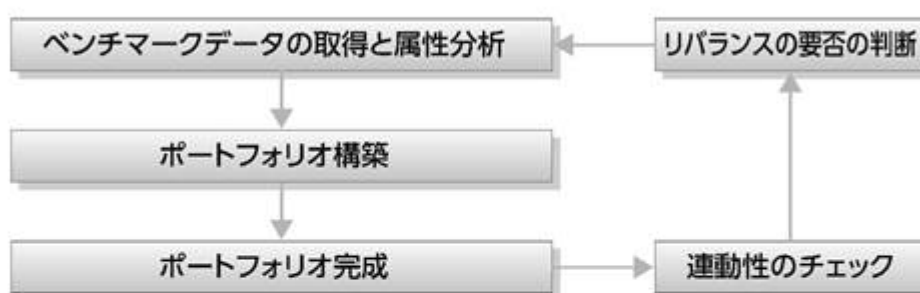 ベンチマークデータの取得と属性分析
リバランスの要否の判断
ポートフォリオ構築
ポートフォリオ完成
連動性のチェック